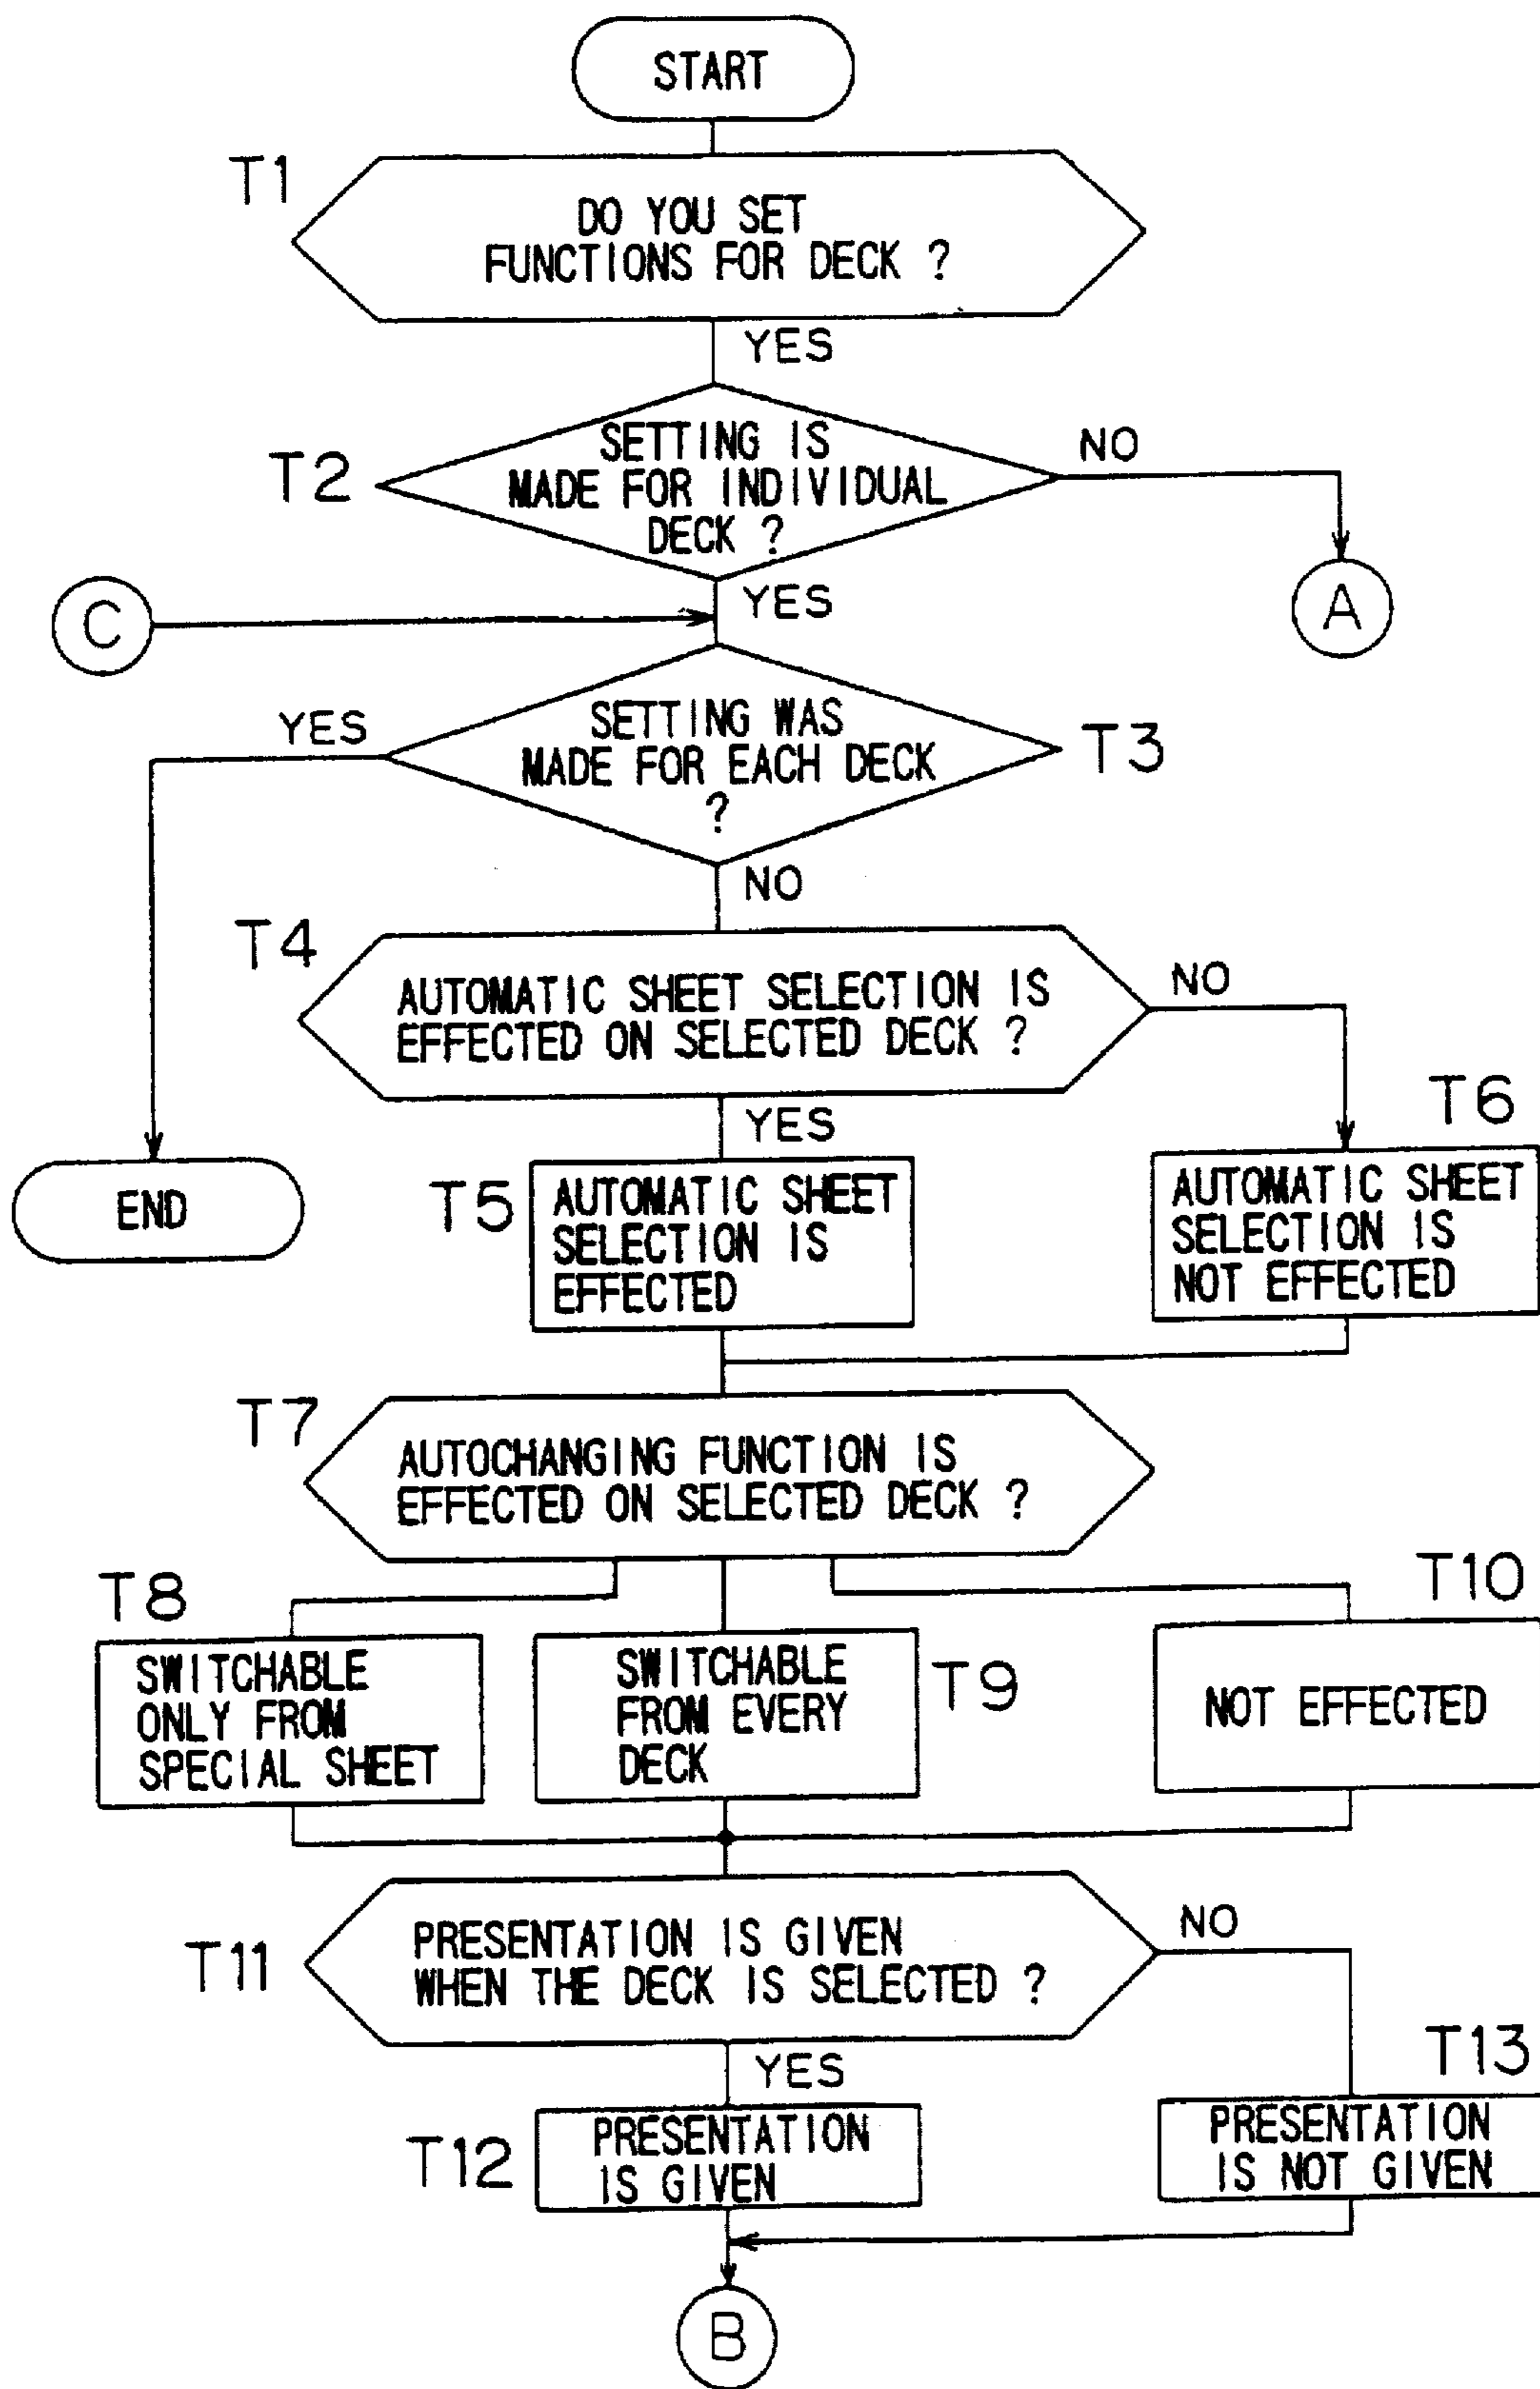 START
T1
DO YOU SET
FUNCTIONS FOR DECK ?
YES
T2
SETTING IS
MADE FOR INDIVIDUAL
DECK ?
NO
A
YES
C
YES
SETTING WAS
MADE FOR EACH DECK
?
T3
NO
END
T4
AUTOMATIC SHEET SELECTION IS
EFFECTED ON SELECTED DECK ?
NO
YES
T5
AUTOMATIC SHEET
SELECTION IS
EFFECTED
T6
AUTOMATIC SHEET
SELECTION IS
NOT EFFECTED
T7
AUTOCHANGING FUNCTION IS
EFFECTED ON SELECTED DECK ?
T8
SWITCHABLE
ONLY FROM
SPECIAL SHEET
SWITCHABLE
FROM EVERY
DECK
T9
T10
NOT EFFECTED
T11
PRESENTATION IS GIVEN
WHEN THE DECK IS SELECTED ?
NO
YES
T12
PRESENTATION
IS GIVEN
T13
PRESENTATION
IS NOT GIVEN
B